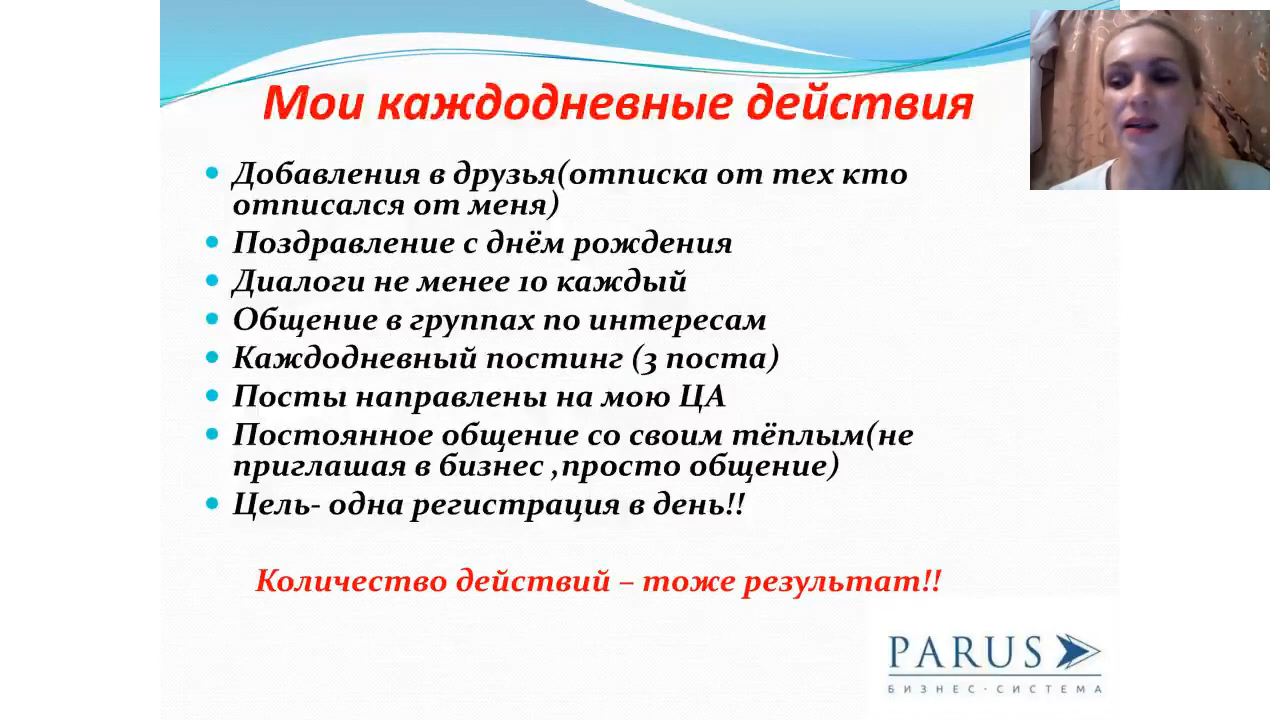 Мои каждодневные действия
Добавления в друзья(отписка от тех кто
отписался от меня)
Поздравление с днём рождения
Диалоги не менее 10 каждый
Общение в группах по интересам
Каждодневный постинг (3 поста)
Посты направлены на мою ЦА
Постоянное общение со своим тёплым(не
приглашая в бизнес ,просто общение)
Цель- одна регистрация в день!!
Количество действий – тоже результат!!
PARUS
БИЗНЕС-СИСТЕМА